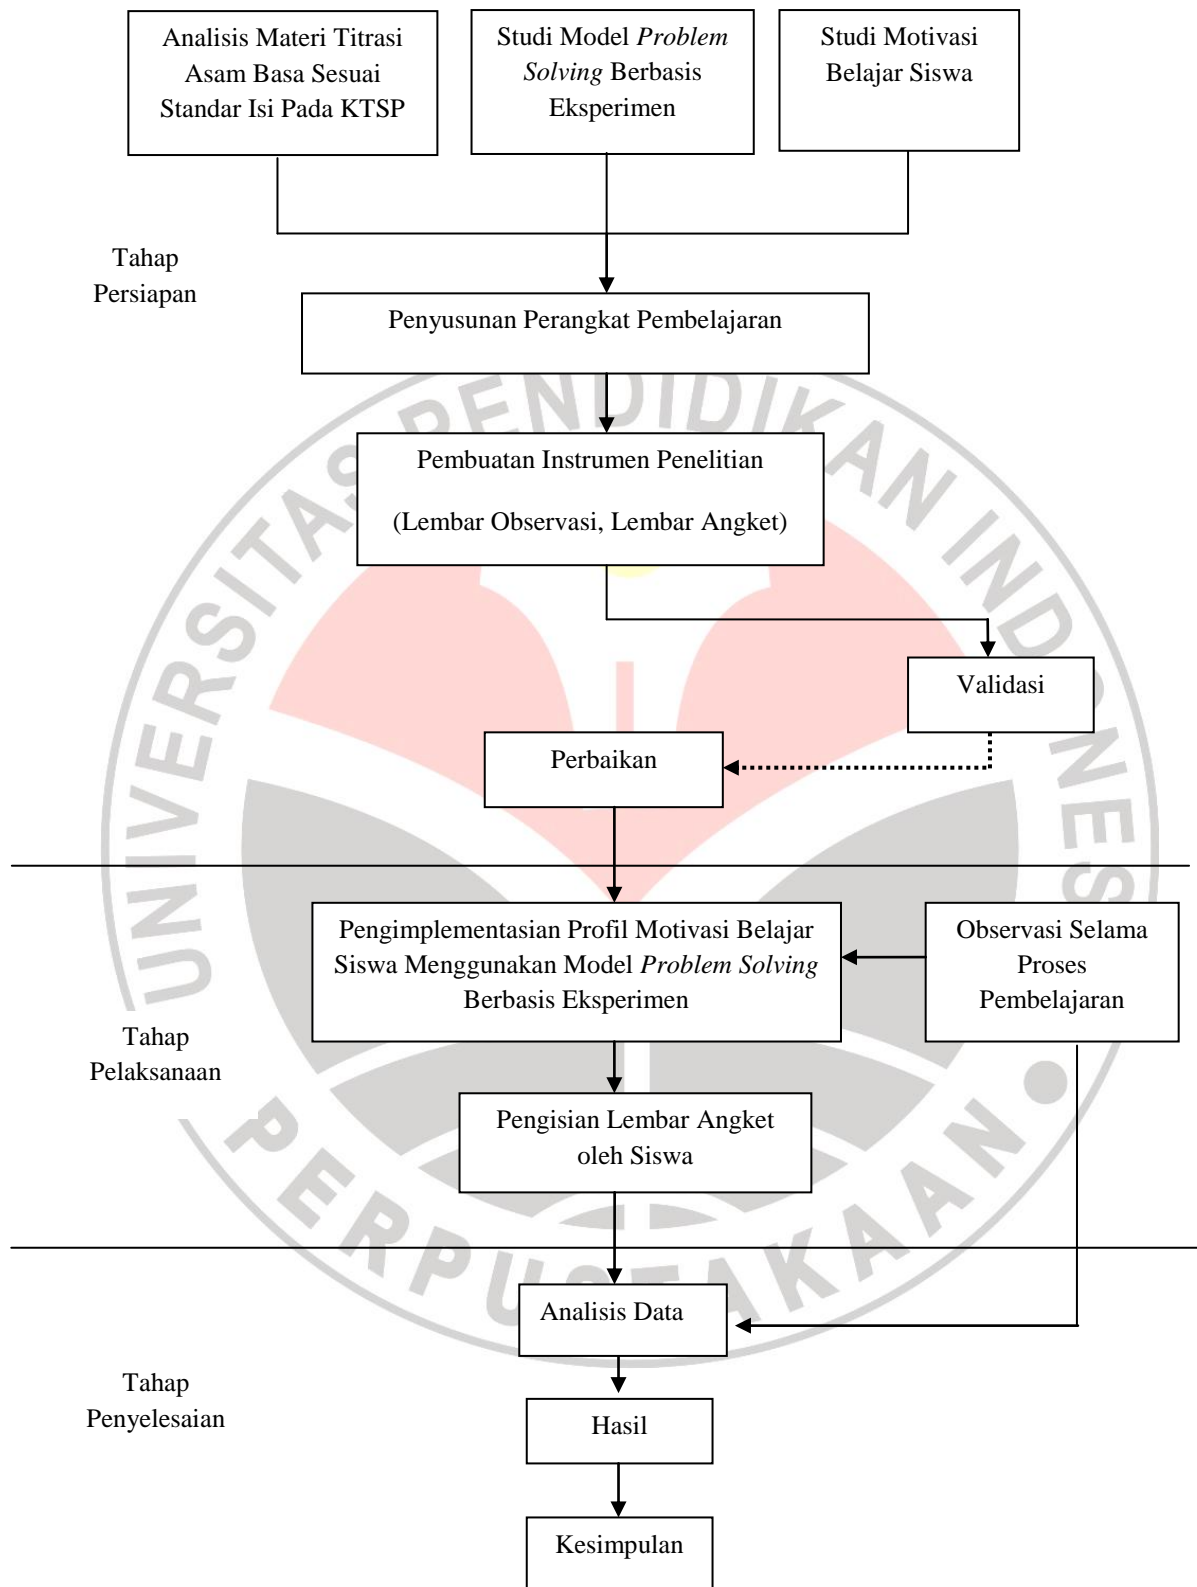 Analisis Materi Titrasi
Asam Basa Sesuai
Standar Isi Pada KTSP
Studi Model Problem
Solving Berbasis
Eksperimen
Studi Motivasi
Belajar Siswa
Tahap
Persiapan
Penyusunan Perangkat Pembelajaran
Pembuatan Instrumen Penelitian
(Lembar Observasi, Lembar Angket)
Validasi
Perbaikan
Pengimplementasian Profil Motivasi Belajar
Siswa Menggunakan Model Problem Solving
Berbasis Eksperimen
Observasi Selama
Proses
Pembelajaran
Tahap
Pelaksanaan
Pengisian Lembar Angket
oleh Siswa
Analisis Data
Tahap
Penyelesaian
Hasil
Kesimpulan
UNIVERSITAS PENDIDIKAN INDONESIA
PERPUSTAKAAN